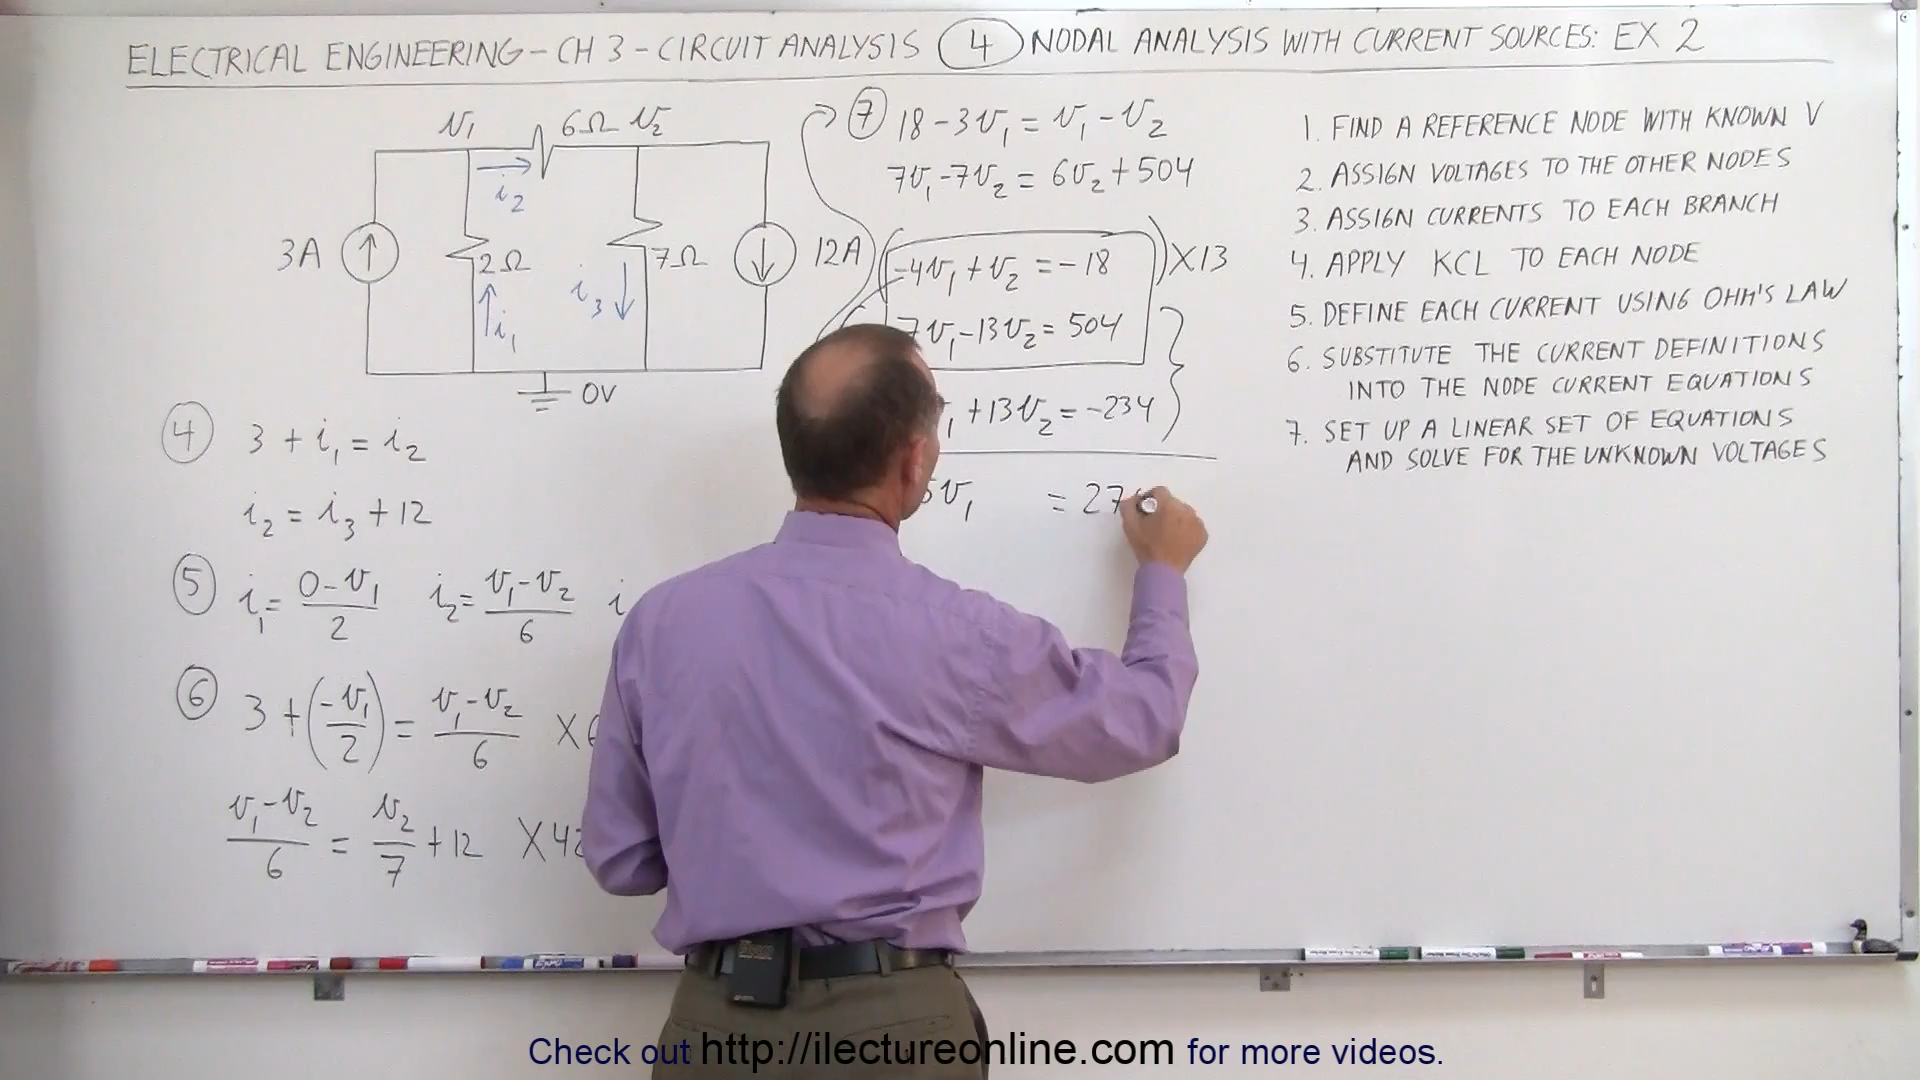 ELECTRICAL ENGINEERING - CH 3 - CIRCUIT ANALYSIS 4 NODAL ANALYSIS WITH CURRENT SOURCES: EX 2
v₁ 6Ω v₂
i₂
3A 2Ω 7Ω 12A
i₁ i₃
0V
4 3 + i₁ = i₂
i₂ = i₃ + 12
5 i₁ = (0 - v₁)/2 i₂ = (v₁ - v₂)/6 i
6 3 + (-v₁/2) = (v₁ - v₂)/6 X6
(v₁ - v₂)/6 = v₂/7 + 12 X42
7 18 - 3v₁ = v₁ - v₂
7v₁ - 7v₂ = 6v₂ + 504
-4v₁ + v₂ = -18 X13
7v₁ - 13v₂ = 504
₁ + 13v₂ = -234
5v₁ = 27
1. FIND A REFERENCE NODE WITH KNOWN V
2. ASSIGN VOLTAGES TO THE OTHER NODES
3. ASSIGN CURRENTS TO EACH BRANCH
4. APPLY KCL TO EACH NODE
5. DEFINE EACH CURRENT USING OHM'S LAW
6. SUBSTITUTE THE CURRENT DEFINITIONS
INTO THE NODE CURRENT EQUATIONS
7. SET UP A LINEAR SET OF EQUATIONS
AND SOLVE FOR THE UNKNOWN VOLTAGES
Check out http://ilectureonline.com for more videos.